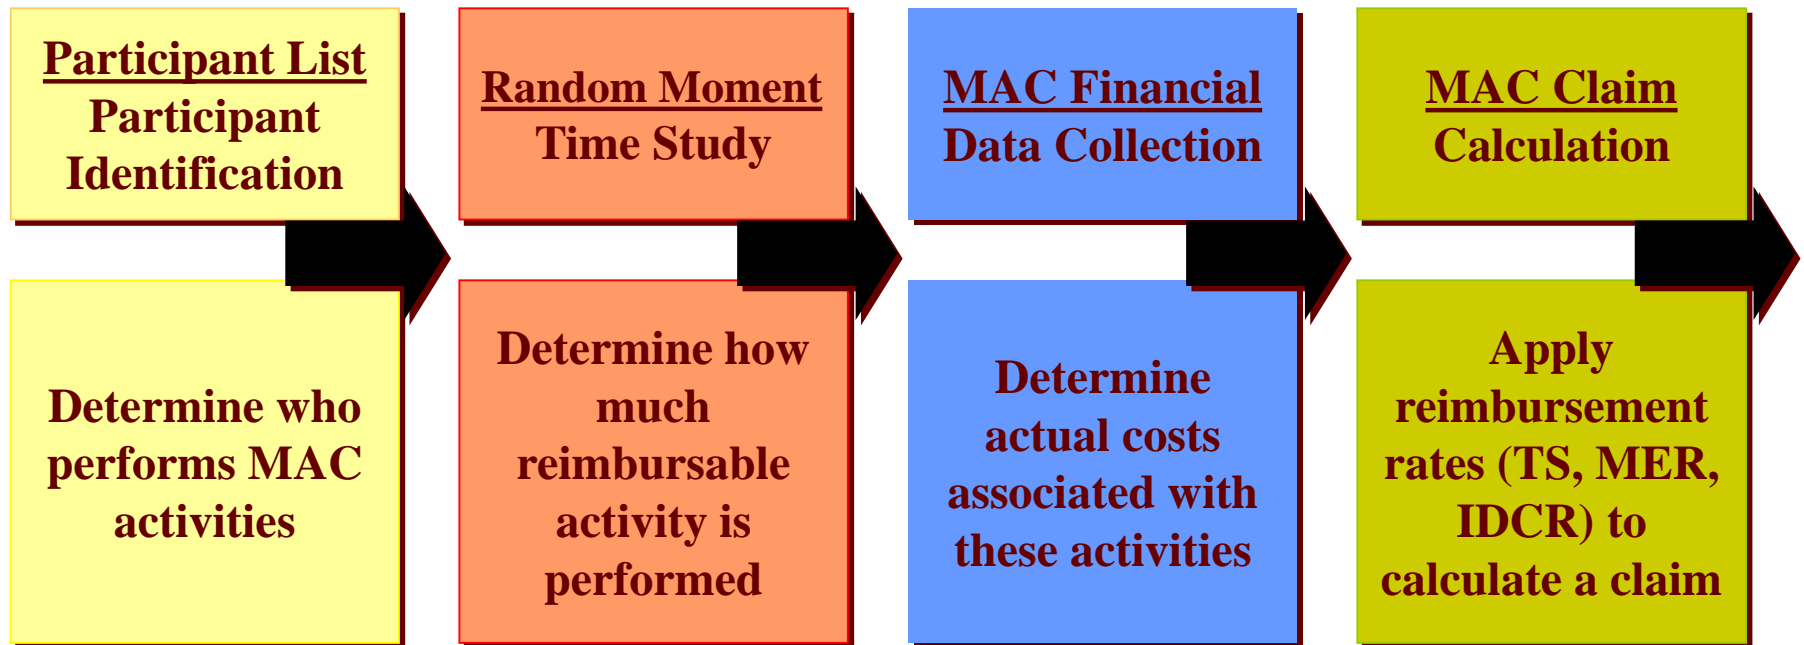 Participant List
Participant
Identification
Determine who
performs MAC
activities
Random Moment
Time Study
Determine how
much
reimbursable
activity is
performed
MAC Financial
Data Collection
Determine
actual costs
associated with
these activities
MAC Claim
Calculation
Apply
reimbursement
rates (TS, MER,
IDCR) to
calculate a claim